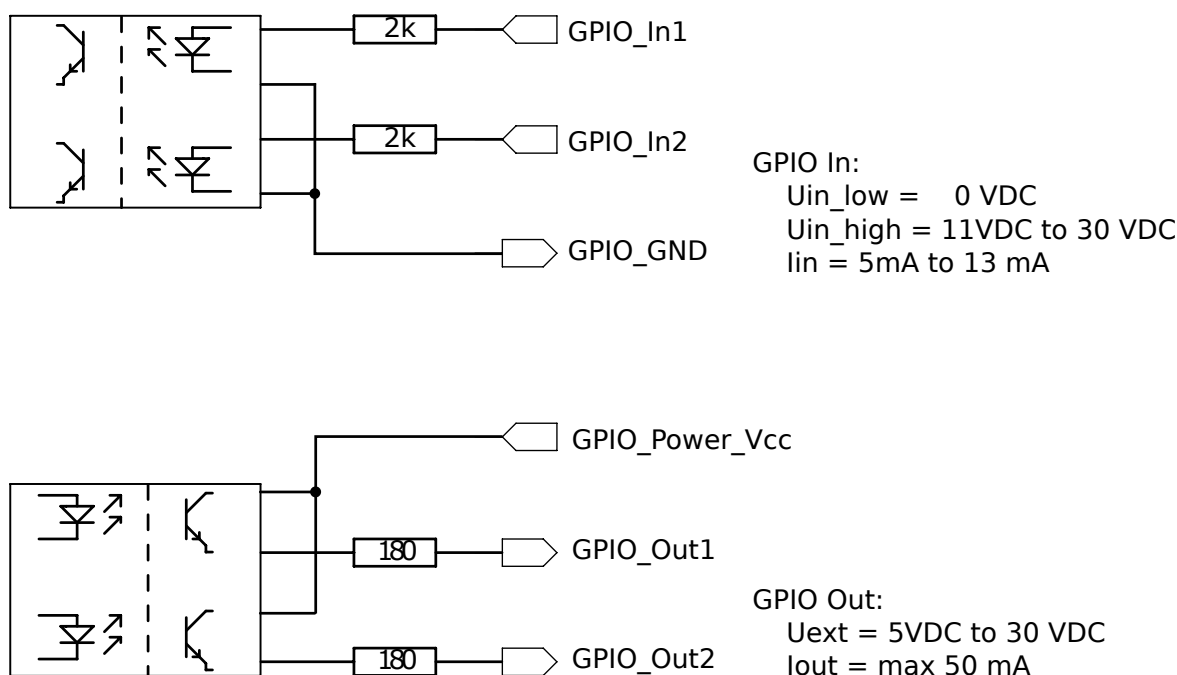 2k
GPIO_In1
2k
GPIO_In2
GPIO_GND
GPIO In:
Uin_low = 0 VDC
Uin_high = 11VDC to 30 VDC
Iin = 5mA to 13 mA
GPIO_Power_Vcc
180
GPIO_Out1
180
GPIO_Out2
GPIO Out:
Uext = 5VDC to 30 VDC
Iout = max 50 mA